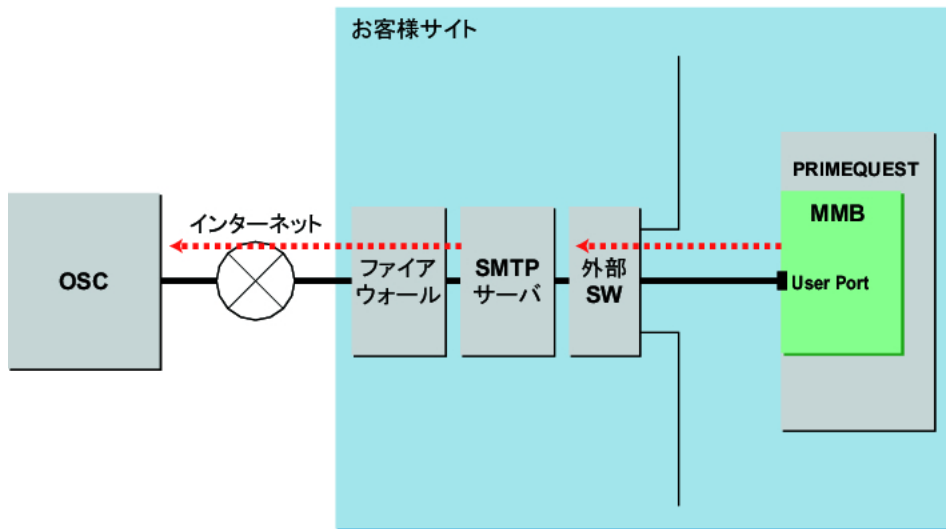 お客様サイト
PRIMEQUEST
MMB
インターネット
OSC
ファイア
ウォール
SMTP
サーバ
外部
SW
User Port